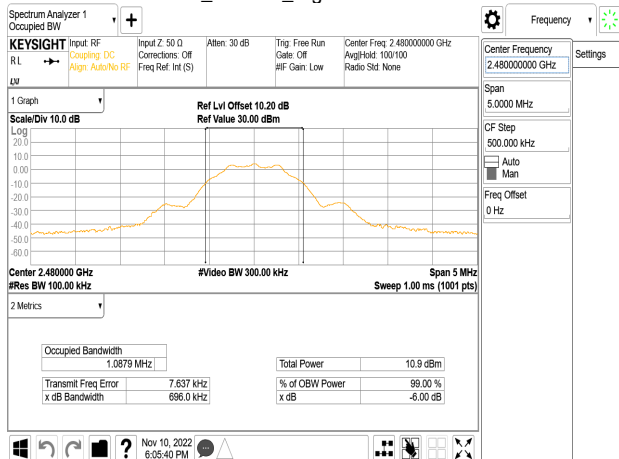 Spectrum Analyzer 1
Occupied BW
+
Frequency
KEYSIGHT
R L
LXI
Input: RF
Coupling: DC
Align: Auto/No RF
Input Z: 50 Ω
Corrections: Off
Freq Ref: Int (S)
Atten: 30 dB
Trig: Free Run
Gate: Off
#IF Gain: Low
Center Freq: 2.480000000 GHz
Avg|Hold: 100/100
Radio Std: None
Center Frequency
2.480000000 GHz
Settings
Span
5.0000 MHz
CF Step
500.000 kHz
Auto
Man
Freq Offset
0 Hz
1 Graph
Scale/Div 10.0 dB
Ref Lvl Offset 10.20 dB
Ref Value 30.00 dBm
Log
20.0
10.0
0.00
-10.0
-20.0
-30.0
-40.0
-50.0
-60.0
Center 2.480000 GHz
#Video BW 300.00 kHz
Span 5 MHz
#Res BW 100.00 kHz
Sweep 1.00 ms (1001 pts)
2 Metrics
Occupied Bandwidth
1.0879 MHz
Total Power 10.9 dBm
Transmit Freq Error 7.637 kHz
% of OBW Power 99.00 %
x dB Bandwidth 696.0 kHz
x dB -6.00 dB
?
Nov 10, 2022
6:05:40 PM